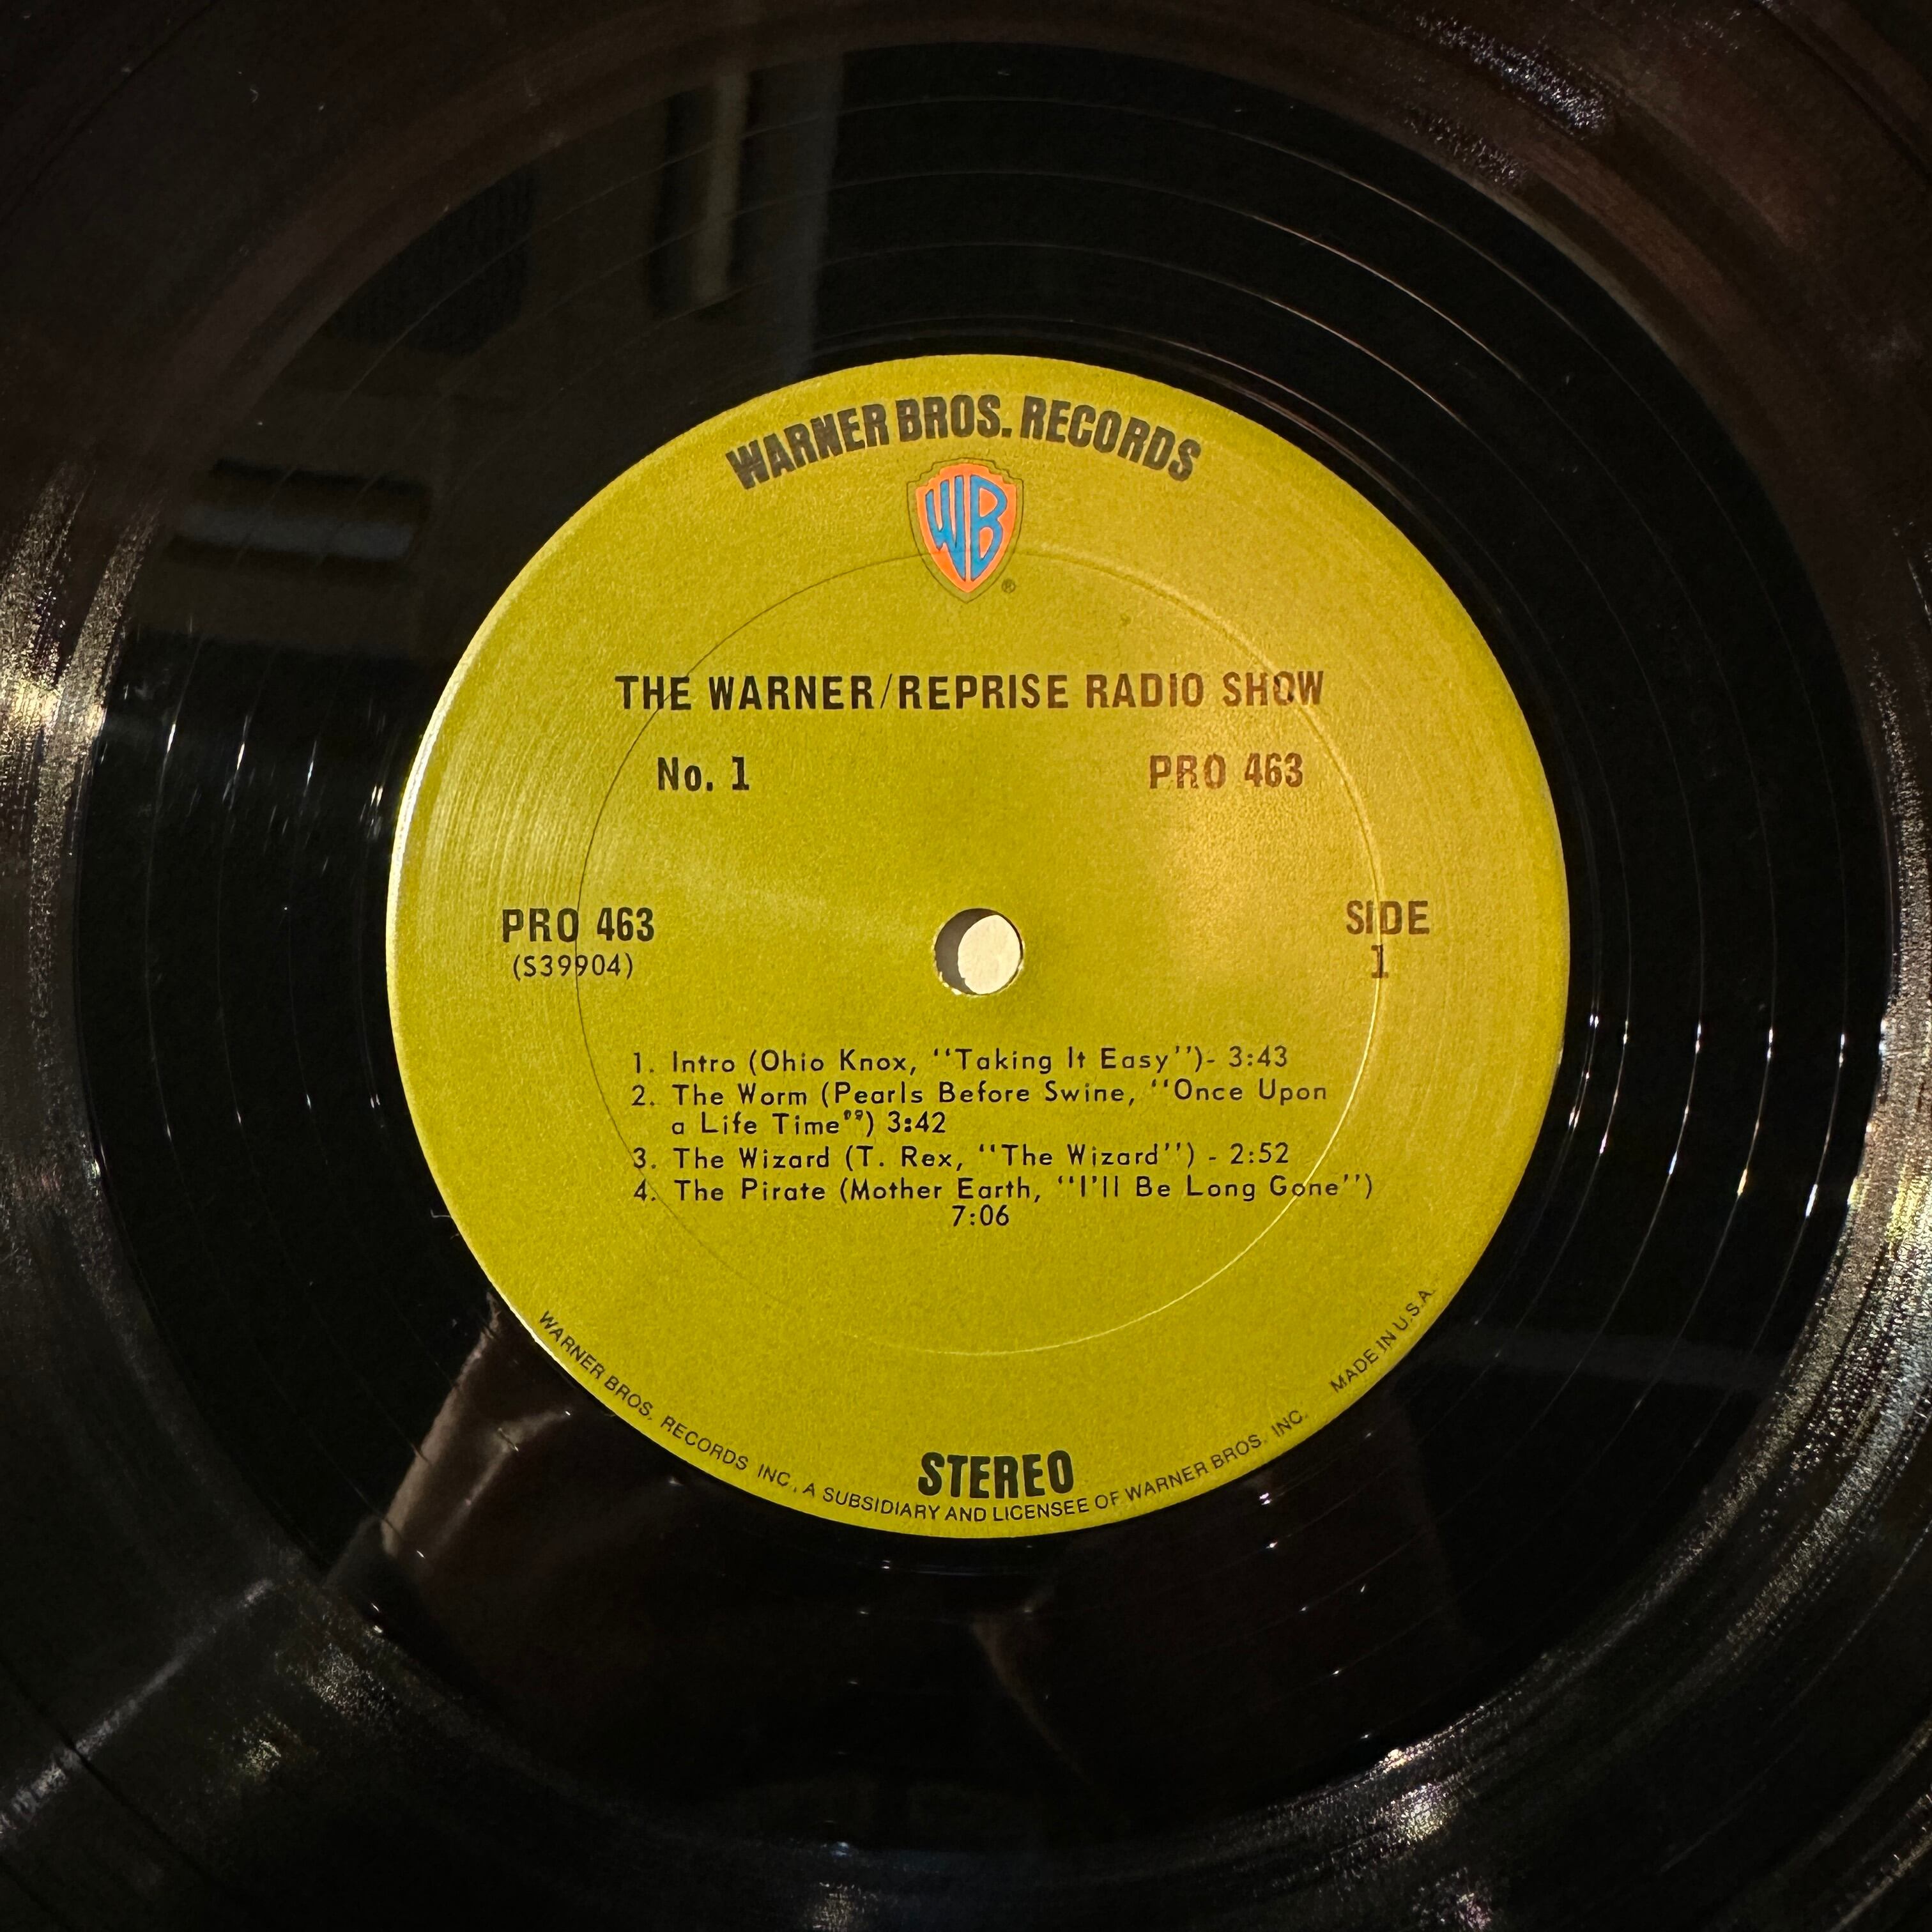 WARNER BROS. RECORDS
WB
®
THE WARNER/REPRISE RADIO SHOW
No. 1 PRO 463
PRO 463 SIDE
(S39904) 1
1. Intro (Ohio Knox, ‘‘Taking It Easy’’)- 3:43
2. The Worm (Pearls Before Swine, ‘‘Once Upon
a Life Time’’) 3:42
3. The Wizard (T. Rex, ‘‘The Wizard’’) - 2:52
4. The Pirate (Mother Earth, ‘‘I’ll Be Long Gone’’)
7:06
STEREO
WARNER BROS. RECORDS INC., A SUBSIDIARY AND LICENSEE OF WARNER BROS. INC. MADE IN U.S.A.